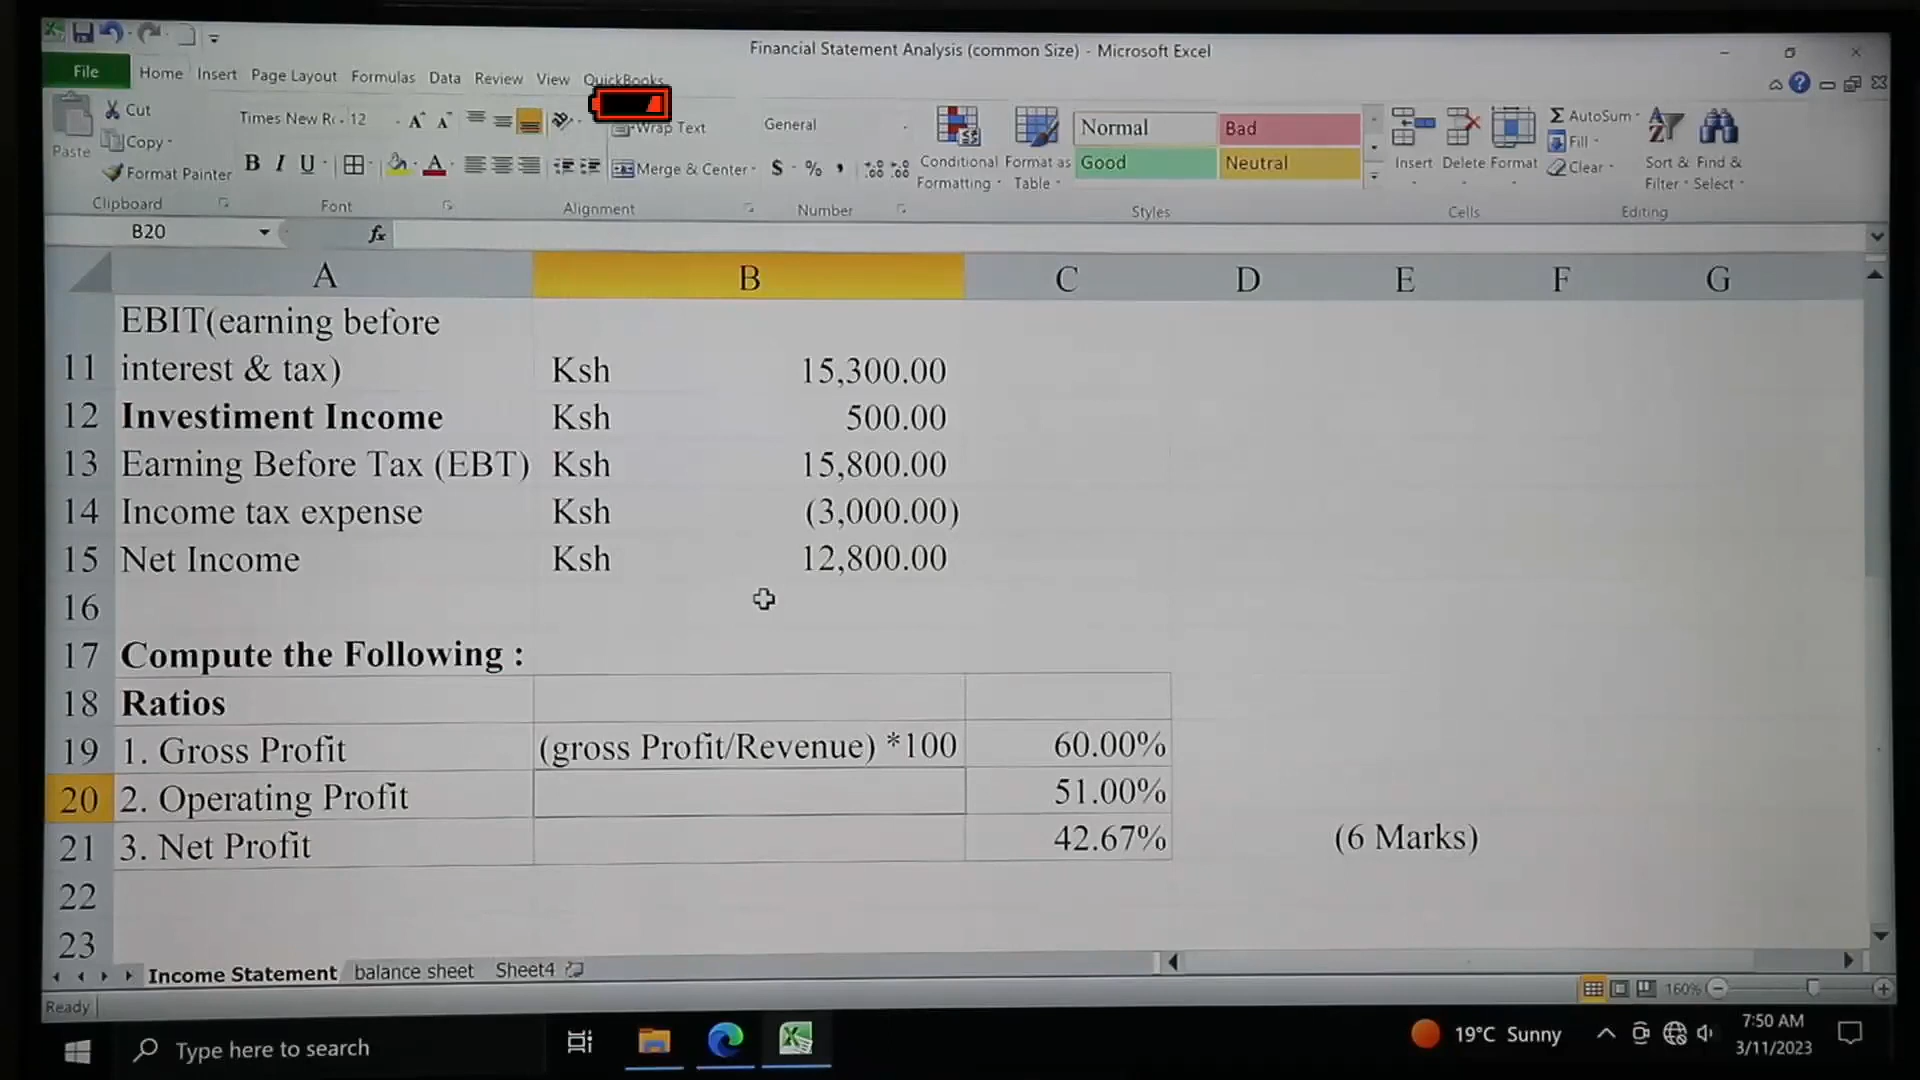 Financial Statement Analysis (common Size) - Microsoft Excel
File Home Insert Page Layout Formulas Data Review View QuickBooks
Paste
Cut
Copy
Format Painter
Clipboard
Times New R 12
B I U
Font
Wrap Text
Merge & Center
Alignment
General
$ % ,
Number
Conditional Formatting
Format as Table
Normal Bad
Good Neutral
Styles
Insert Delete Format
Cells
AutoSum
Fill
Clear
Sort & Filter
Find & Select
Editing
B20 fx
A B C D E F G
EBIT(earning before
11 interest & tax) Ksh 15,300.00
12 Investiment Income Ksh 500.00
13 Earning Before Tax (EBT) Ksh 15,800.00
14 Income tax expense Ksh (3,000.00)
15 Net Income Ksh 12,800.00
16
17 Compute the Following :
18 Ratios
19 1. Gross Profit (gross Profit/Revenue) *100 60.00%
20 2. Operating Profit 51.00%
21 3. Net Profit 42.67% (6 Marks)
22
23
Income Statement balance sheet Sheet4
Ready 160%
Type here to search
19°C Sunny
7:50 AM
3/11/2023